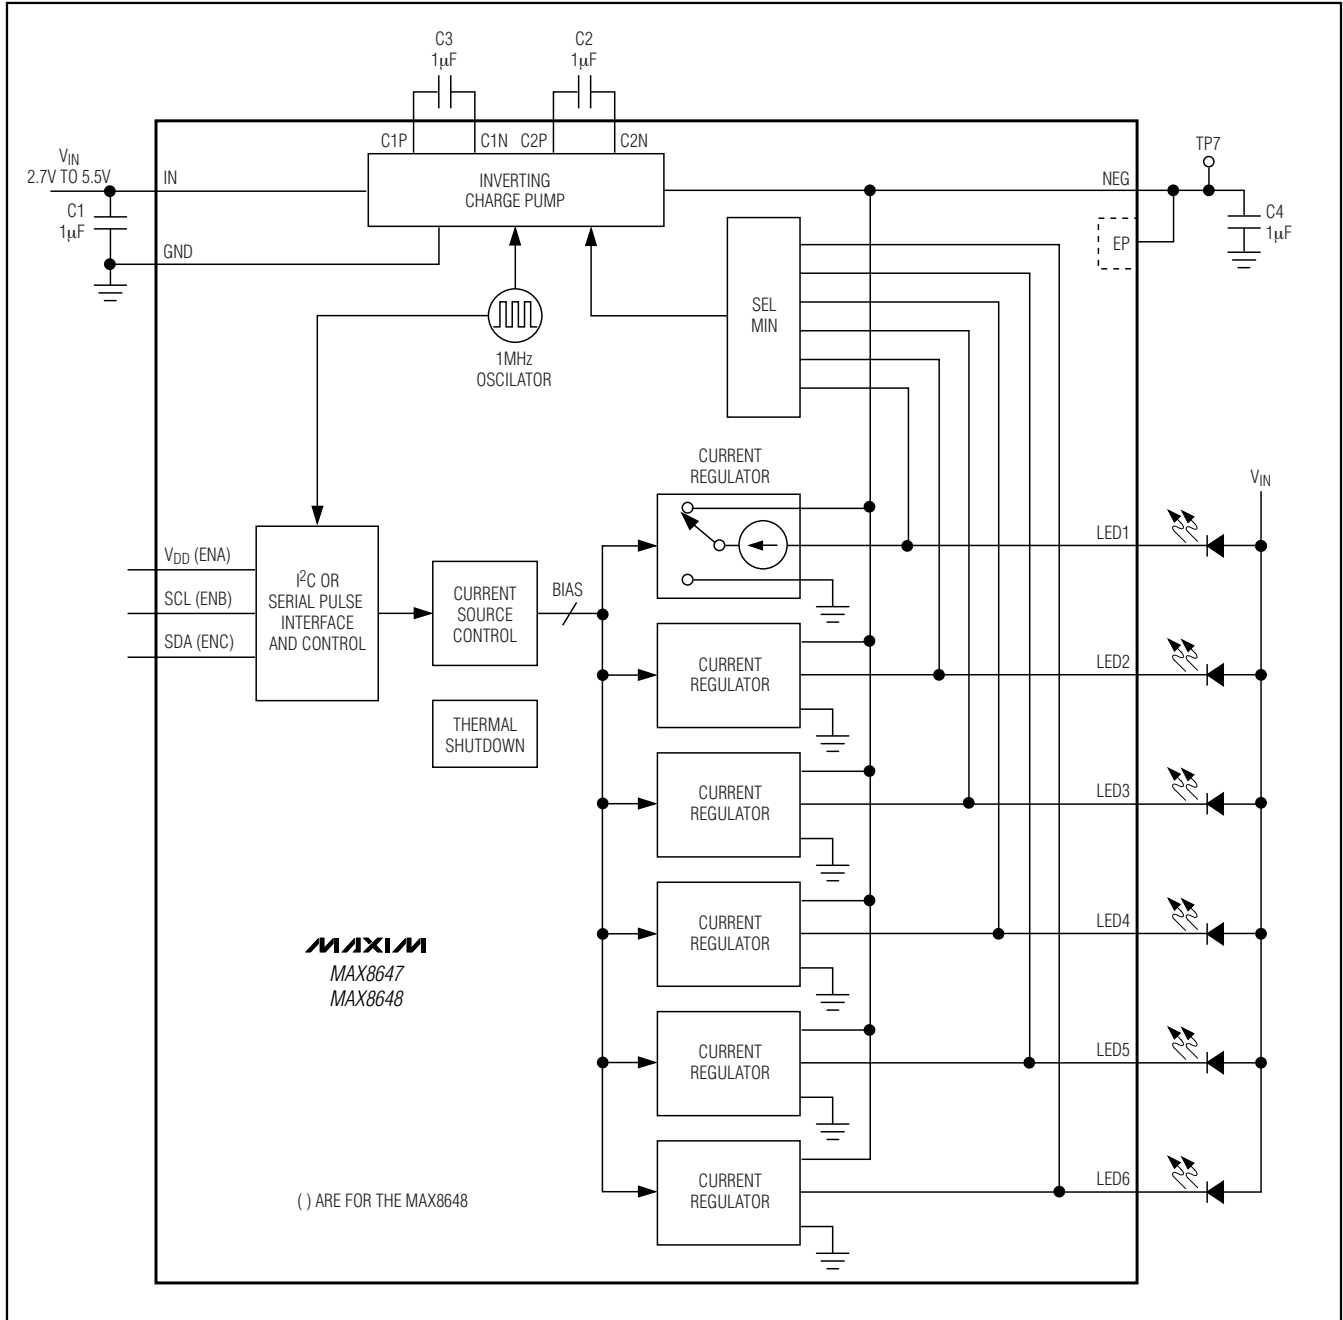 C3
1µF
C2
1µF
C1P
C1N
C2P
C2N
TP7
VIN
2.7V TO 5.5V
IN
INVERTING
CHARGE PUMP
NEG
C1
1µF
C4
1µF
EP
GND
SEL
MIN
1MHz
OSCILATOR
CURRENT
REGULATOR
VIN
LED1
VDD (ENA)
SCL (ENB)
SDA (ENC)
I2C OR
SERIAL PULSE
INTERFACE
AND CONTROL
CURRENT
SOURCE
CONTROL
BIAS
CURRENT
REGULATOR
LED2
THERMAL
SHUTDOWN
CURRENT
REGULATOR
LED3
CURRENT
REGULATOR
LED4
MAXIM
MAX8647
MAX8648
CURRENT
REGULATOR
LED5
CURRENT
REGULATOR
LED6
( ) ARE FOR THE MAX8648